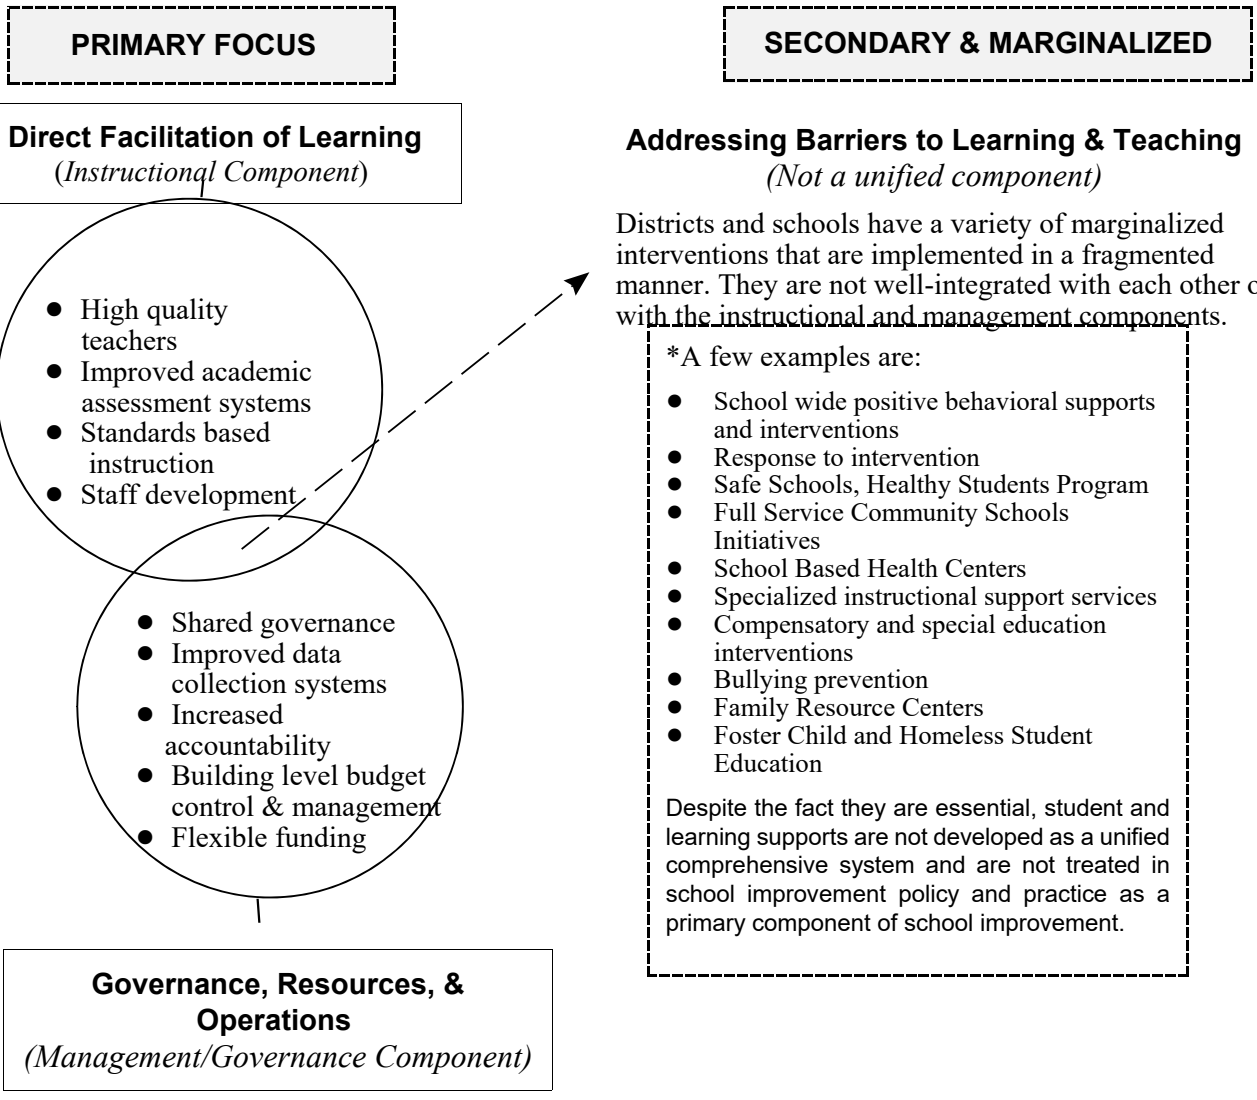 PRIMARY FOCUS
Direct Facilitation of Learning
(Instructional Component)
● High quality
teachers
● Improved academic
assessment systems
● Standards based
instruction
● Staff development
● Shared governance
● Improved data
collection systems
● Increased
accountability
● Building level budget
control & management
● Flexible funding
Governance, Resources, &
Operations
(Management/Governance Component)
SECONDARY & MARGINALIZED
Addressing Barriers to Learning & Teaching
(Not a unified component)
Districts and schools have a variety of marginalized
interventions that are implemented in a fragmented
manner. They are not well-integrated with each other
with the instructional and management components.
*A few examples are:
● School wide positive behavioral supports
and interventions
● Response to intervention
● Safe Schools, Healthy Students Program
● Full Service Community Schools
Initiatives
● School Based Health Centers
● Specialized instructional support services
● Compensatory and special education
interventions
● Bullying prevention
● Family Resource Centers
● Foster Child and Homeless Student
Education
Despite the fact they are essential, student and
learning supports are not developed as a unified
comprehensive system and are not treated in
school improvement policy and practice as a
primary component of school improvement.